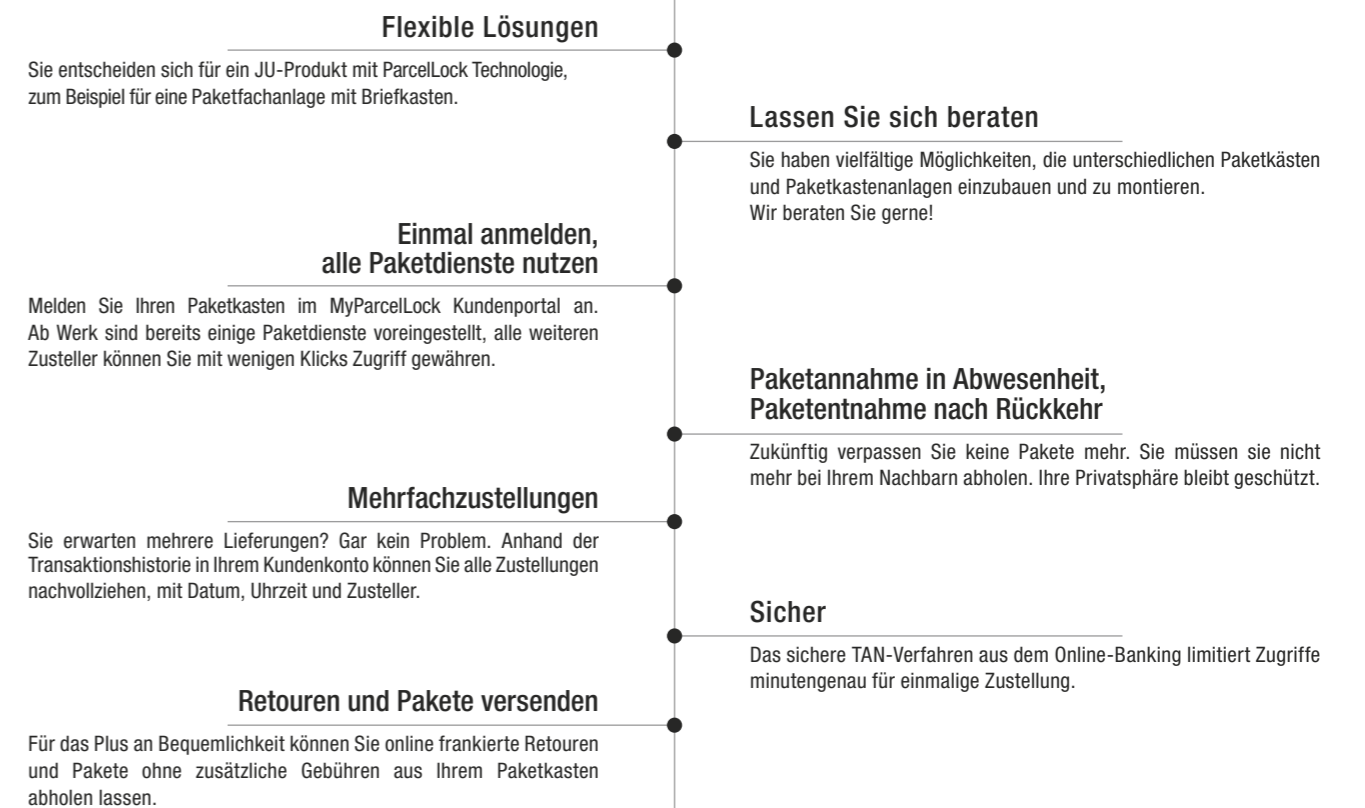 Flexible Lösungen
Sie entscheiden sich für ein JU-Produkt mit ParcelLock Technologie,
zum Beispiel für eine Paketfachanlage mit Briefkasten.
Lassen Sie sich beraten
Sie haben vielfältige Möglichkeiten, die unterschiedlichen Paketkästen
und Paketkastenanlagen einzubauen und zu montieren.
Wir beraten Sie gerne!
Einmal anmelden,
alle Paketdienste nutzen
Melden Sie Ihren Paketkasten im MyParcelLock Kundenportal an.
Ab Werk sind bereits einige Paketdienste voreingestellt, alle weiteren
Zusteller können Sie mit wenigen Klicks Zugriff gewähren.
Paketannahme in Abwesenheit,
Paketentnahme nach Rückkehr
Zukünftig verpassen Sie keine Pakete mehr. Sie müssen sie nicht
mehr bei Ihrem Nachbarn abholen. Ihre Privatsphäre bleibt geschützt.
Mehrfachzustellungen
Sie erwarten mehrere Lieferungen? Gar kein Problem. Anhand der
Transaktionshistorie in Ihrem Kundenkonto können Sie alle Zustellungen
nachvollziehen, mit Datum, Uhrzeit und Zusteller.
Sicher
Das sichere TAN-Verfahren aus dem Online-Banking limitiert Zugriffe
minutengenau für einmalige Zustellung.
Retouren und Pakete versenden
Für das Plus an Bequemlichkeit können Sie online frankierte Retouren
und Pakete ohne zusätzliche Gebühren aus Ihrem Paketkasten
abholen lassen.